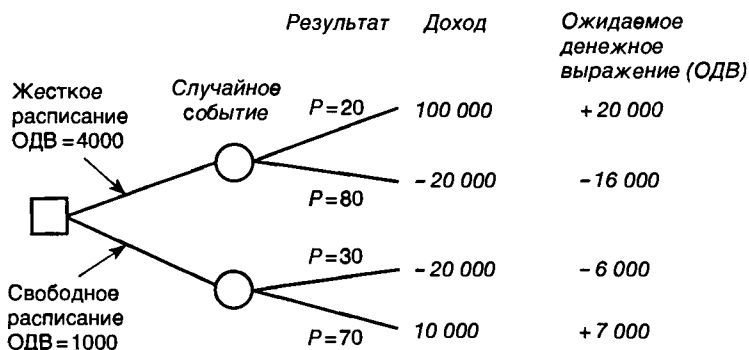 Результат Доход Ожидаемое
денежное
выражение (ОДВ)
Жесткое
расписание
ОДВ = 4000
Случайное
событие
P = 20 100 000 + 20 000
P = 80 - 20 000 - 16 000
P = 30 - 20 000 - 6 000
P = 70 10 000 + 7 000
Свободное
расписание
ОДВ = 1000